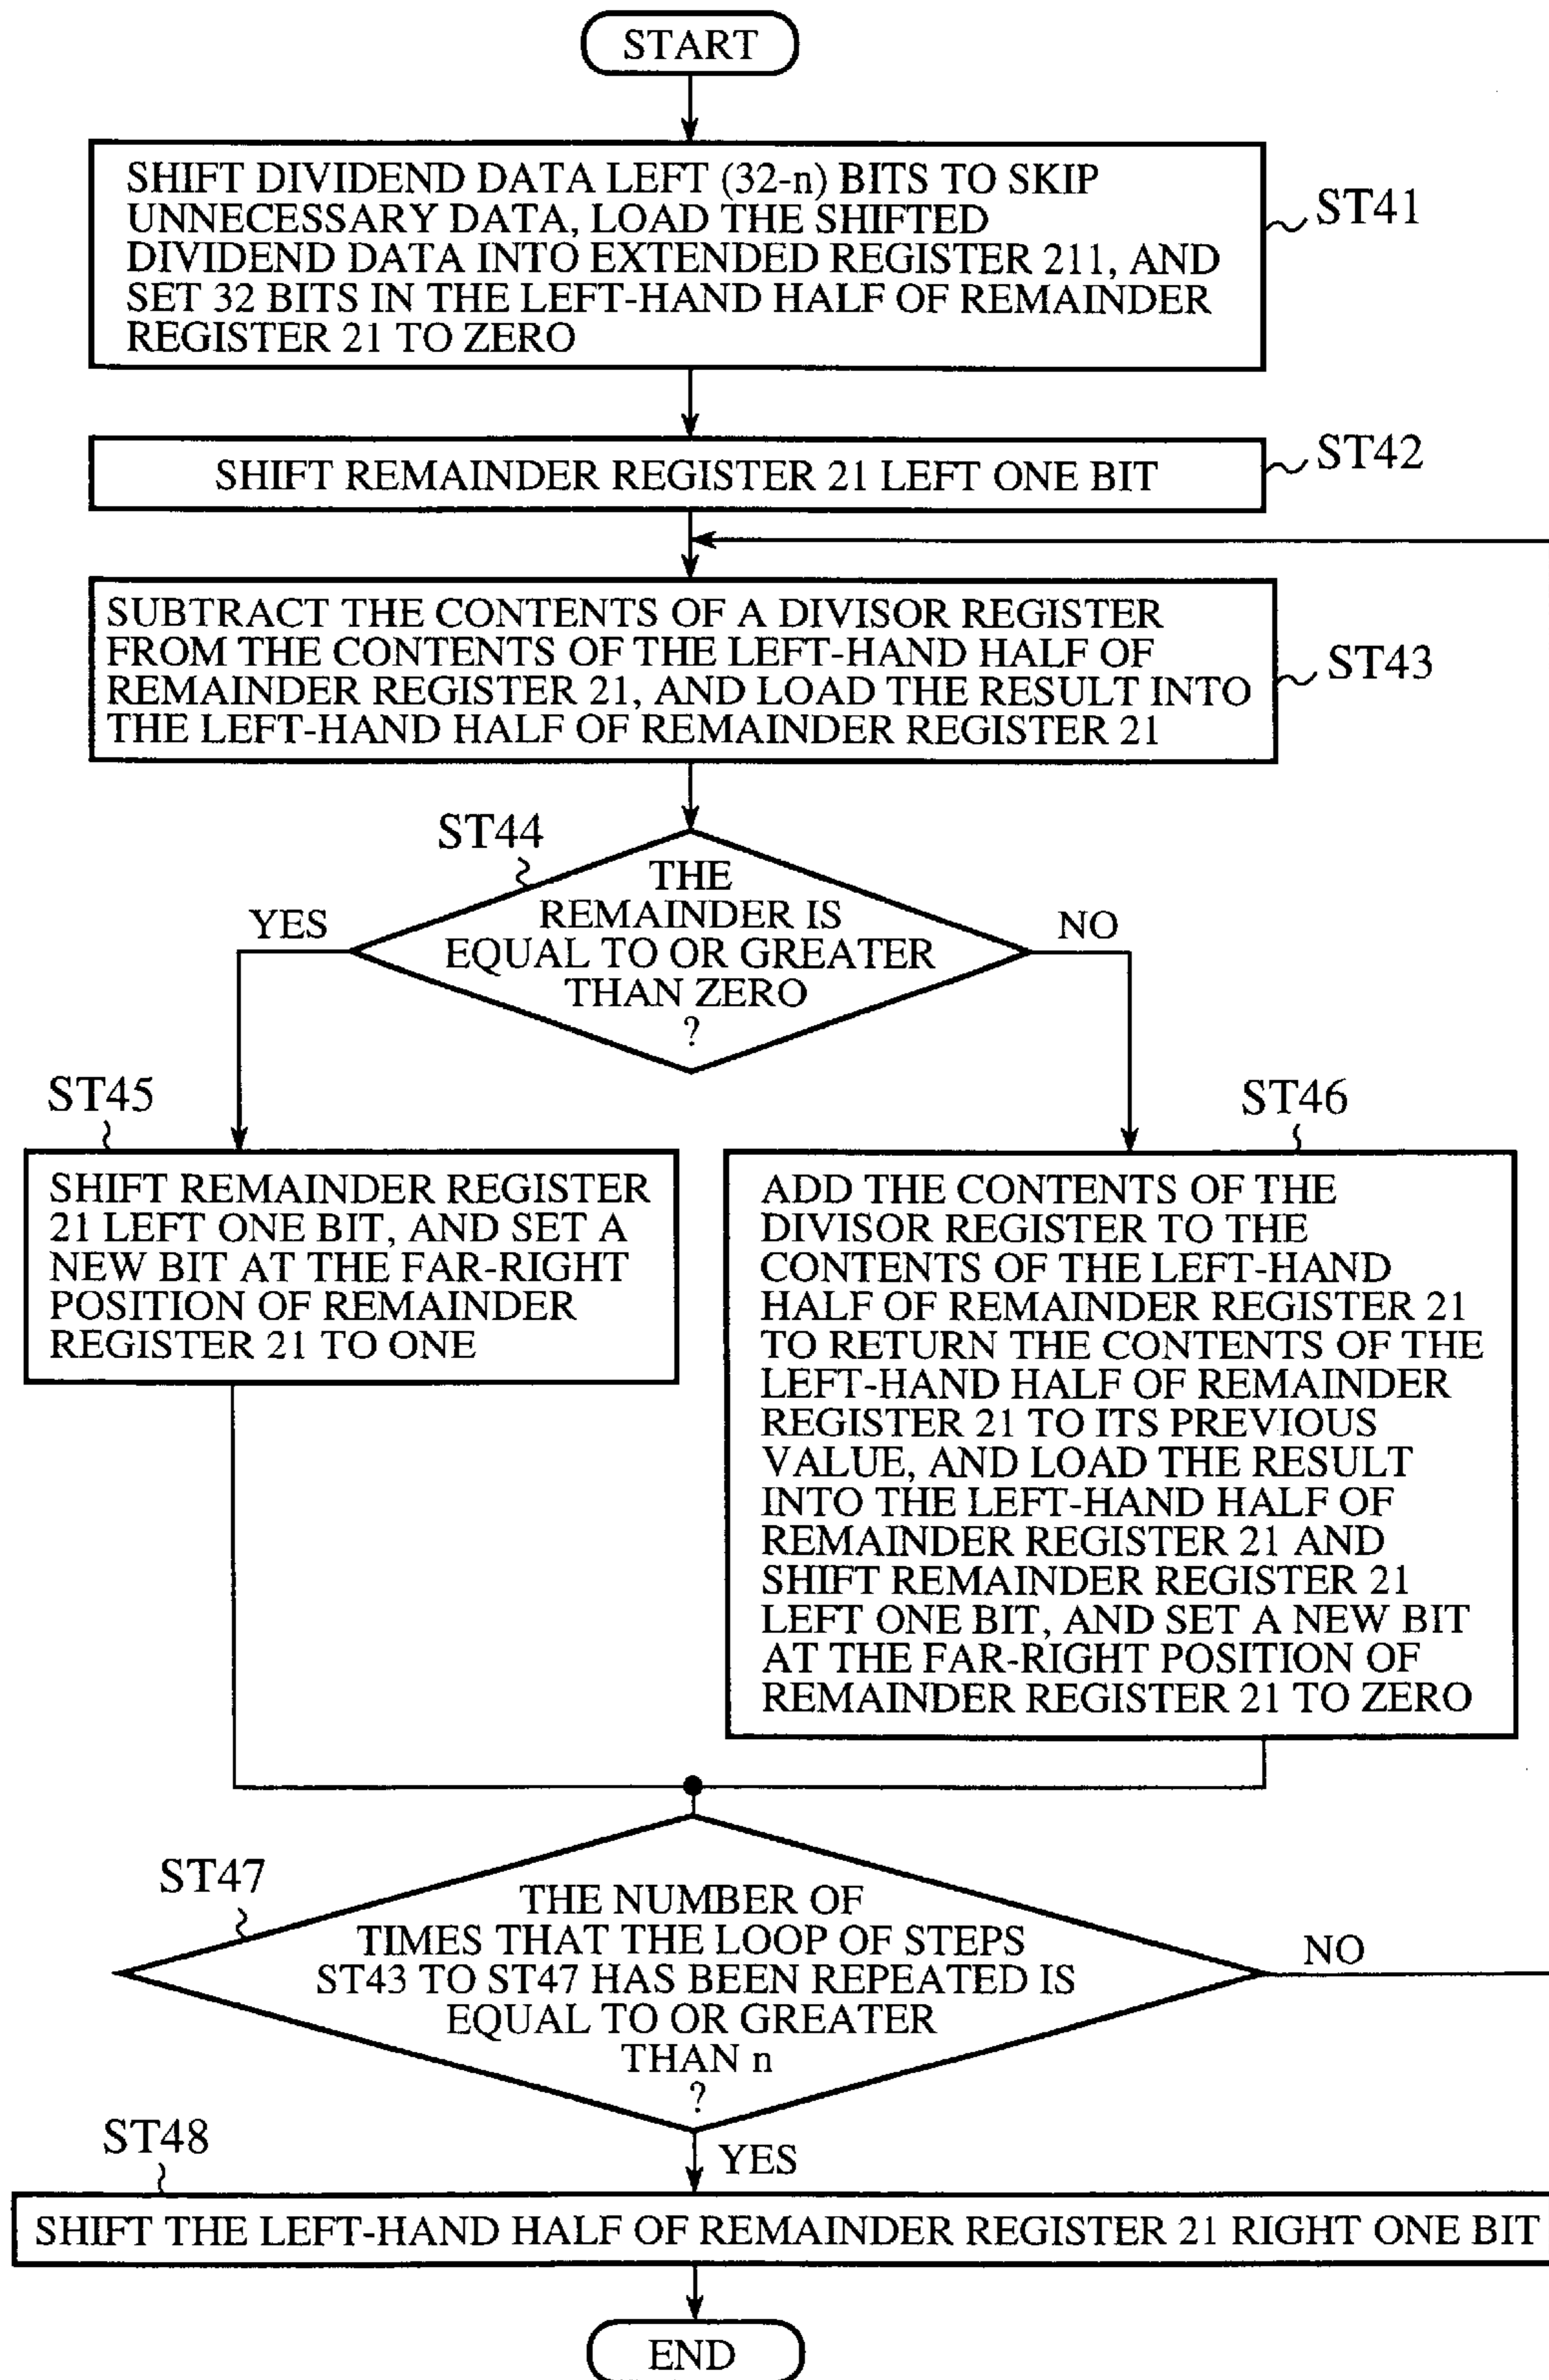 START
SHIFT DIVIDEND DATA LEFT (32-n) BITS TO SKIP
UNNECESSARY DATA, LOAD THE SHIFTED
DIVIDEND DATA INTO EXTENDED REGISTER 211, AND
SET 32 BITS IN THE LEFT-HAND HALF OF REMAINDER
REGISTER 21 TO ZERO
ST41
SHIFT REMAINDER REGISTER 21 LEFT ONE BIT
ST42
SUBTRACT THE CONTENTS OF A DIVISOR REGISTER
FROM THE CONTENTS OF THE LEFT-HAND HALF OF
REMAINDER REGISTER 21, AND LOAD THE RESULT INTO
THE LEFT-HAND HALF OF REMAINDER REGISTER 21
ST43
ST44
THE
REMAINDER IS
EQUAL TO OR GREATER
THAN ZERO
?
YES
NO
ST45
SHIFT REMAINDER REGISTER
21 LEFT ONE BIT, AND SET A
NEW BIT AT THE FAR-RIGHT
POSITION OF REMAINDER
REGISTER 21 TO ONE
ST46
ADD THE CONTENTS OF THE
DIVISOR REGISTER TO THE
CONTENTS OF THE LEFT-HAND
HALF OF REMAINDER REGISTER 21
TO RETURN THE CONTENTS OF THE
LEFT-HAND HALF OF REMAINDER
REGISTER 21 TO ITS PREVIOUS
VALUE, AND LOAD THE RESULT
INTO THE LEFT-HAND HALF OF
REMAINDER REGISTER 21 AND
SHIFT REMAINDER REGISTER 21
LEFT ONE BIT, AND SET A NEW BIT
AT THE FAR-RIGHT POSITION OF
REMAINDER REGISTER 21 TO ZERO
ST47
THE NUMBER OF
TIMES THAT THE LOOP OF STEPS
ST43 TO ST47 HAS BEEN REPEATED IS
EQUAL TO OR GREATER
THAN n
?
NO
YES
ST48
SHIFT THE LEFT-HAND HALF OF REMAINDER REGISTER 21 RIGHT ONE BIT
END